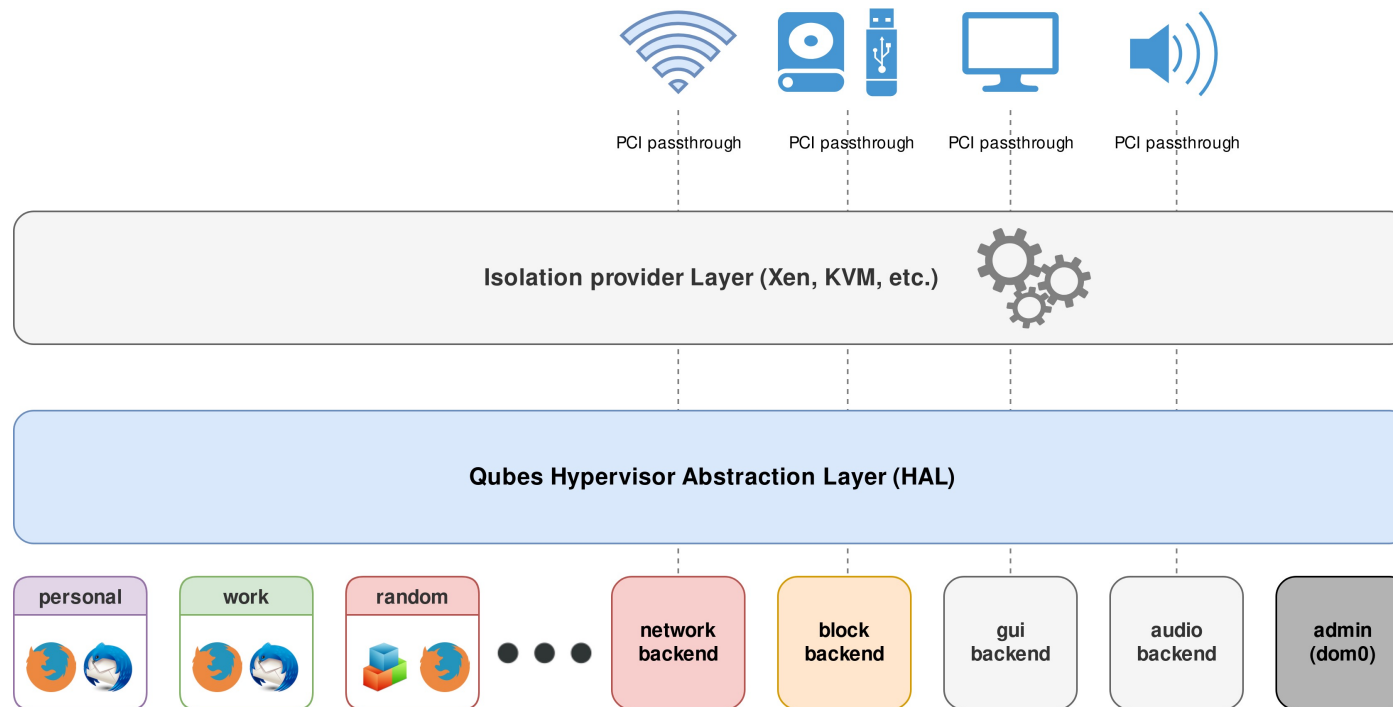 PCI passthrough PCI passthrough PCI passthrough PCI passthrough
Isolation provider Layer (Xen, KVM, etc.)
Qubes Hypervisor Abstraction Layer (HAL)
personal
work
random
network
backend
block
backend
gui
backend
audio
backend
admin
(dom0)